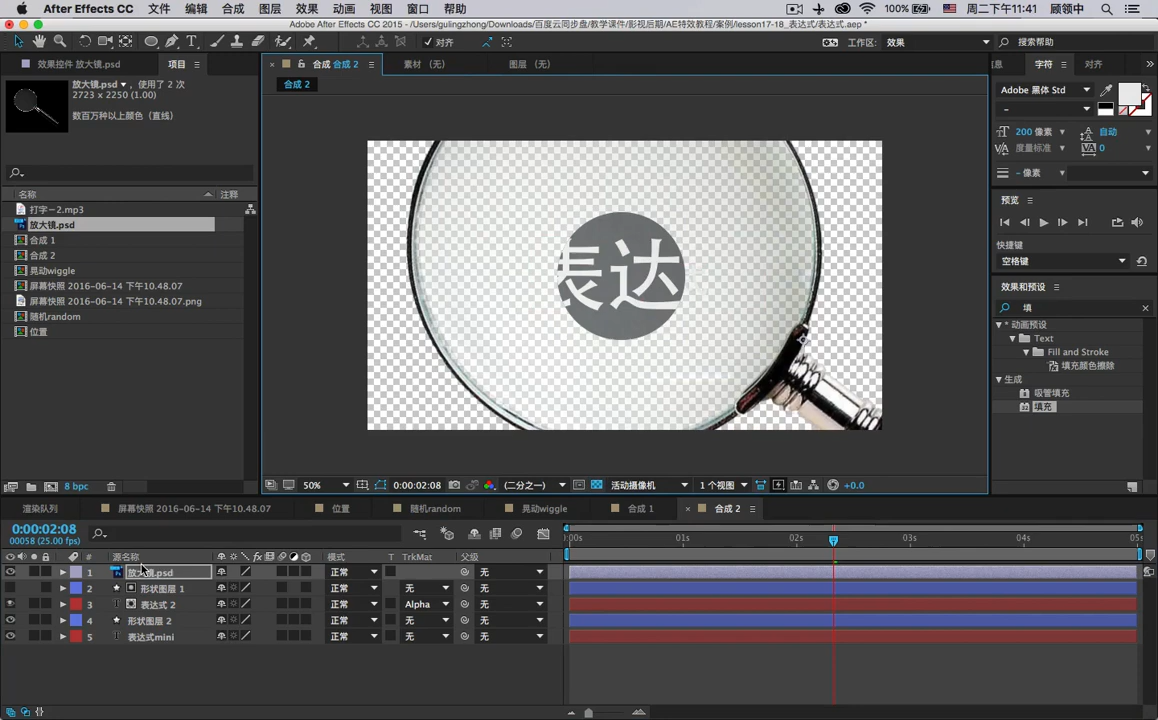 After Effects CC 文件 编辑 合成 图层 效果 动画 视图 窗口 帮助 100% 周二下午11:41 顾领中
Adobe After Effects CC 2015 - /Users/gulingzhong/Downloads/百度云同步盘/教学课件/影视后期/AE特效教程/案例/lesson17-18_表达式/表达式.aep *
对齐 工作区: 效果 搜索帮助
效果控件 放大镜.psd 项目 合成 合成 2 素材 (无) 图层 (无) 息 字符 对齐
合成 2
放大镜.psd , 使用了 2 次
2723 x 2250 (1.00)
数百万种以上颜色 (直线)
Adobe 黑体 Std
-
200 像素 自动
度量标准 0
- 像素
名称 注释
打字-2.mp3
放大镜.psd
合成 1
合成 2
晃动wiggle
屏幕快照 2016-06-14 下午10.48.07
屏幕快照 2016-06-14 下午10.48.07.png
随机random
位置
表达
预览
快捷键
空格键
效果和预设
填
* 动画预设
Text
Fill and Stroke
填充颜色擦除
生成
吸管填充
填充
8 bpc 50% 0:00:02:08 (二分之一) 活动摄像机 1 个视图 +0.0
渲染队列 屏幕快照 2016-06-14 下午10.48.07 位置 随机random 晃动wiggle 合成 1 合成 2
0:00:02:08
00058 (25.00 fps)
:00s 01s 02s 03s 04s 05s
# 源名称 fx 模式 T TrkMat 父级
1 放大镜.psd 正常 无
2 形状图层 1 正常 无 无
3 表达式 2 正常 Alpha 无
4 形状图层 2 正常 无 无
5 表达式mini 正常 无 无